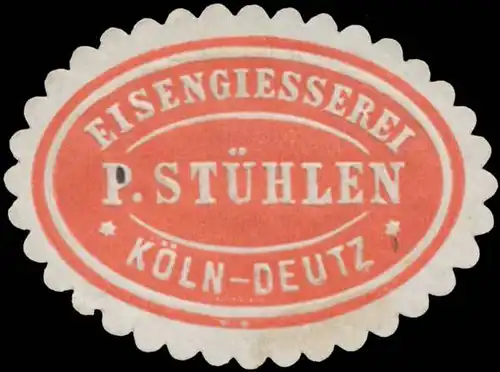 EISENGIESSEREI
P. STÜHLEN
* KÖLN-DEUTZ *